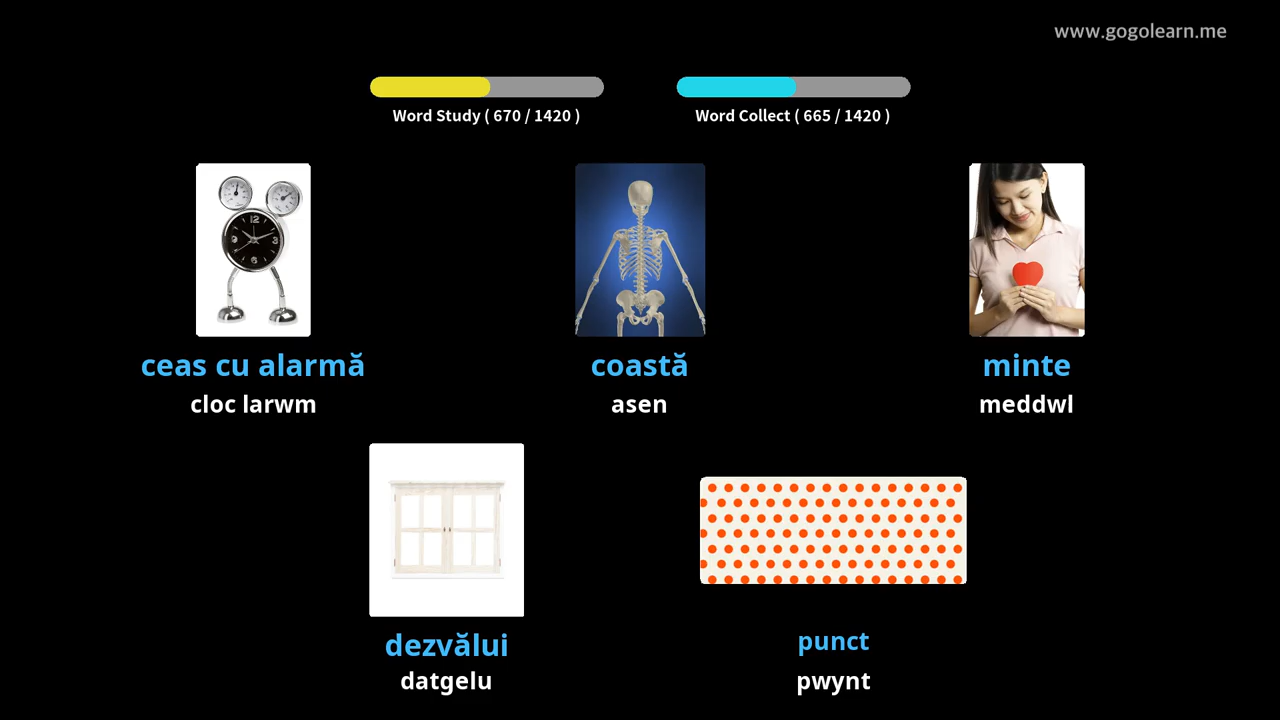 www.gogolearn.me
Word Study ( 670 / 1420 )
Word Collect ( 665 / 1420 )
ceas cu alarmă
cloc larwm
coastă
asen
minte
meddwl
dezvălui
datgelu
punct
pwynt